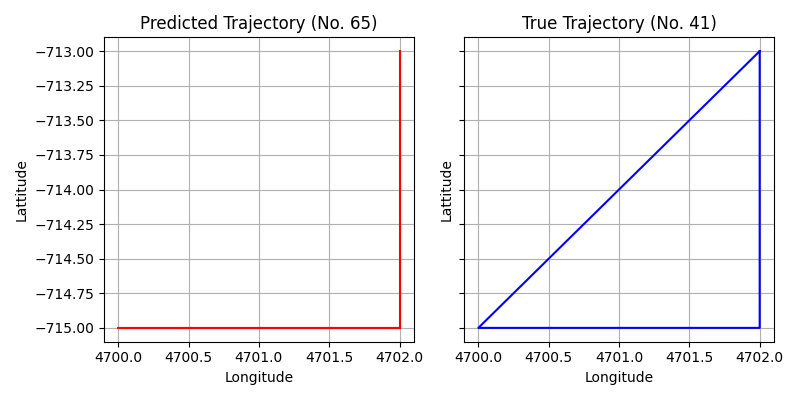 Predicted Trajectory (No. 65)
True Trajectory (No. 41)
−713.00
−713.25
−713.50
−713.75
−714.00
−714.25
−714.50
−714.75
−715.00
Lattitude
Lattitude
4700.0 4700.5 4701.0 4701.5 4702.0
4700.0 4700.5 4701.0 4701.5 4702.0
Longitude
Longitude